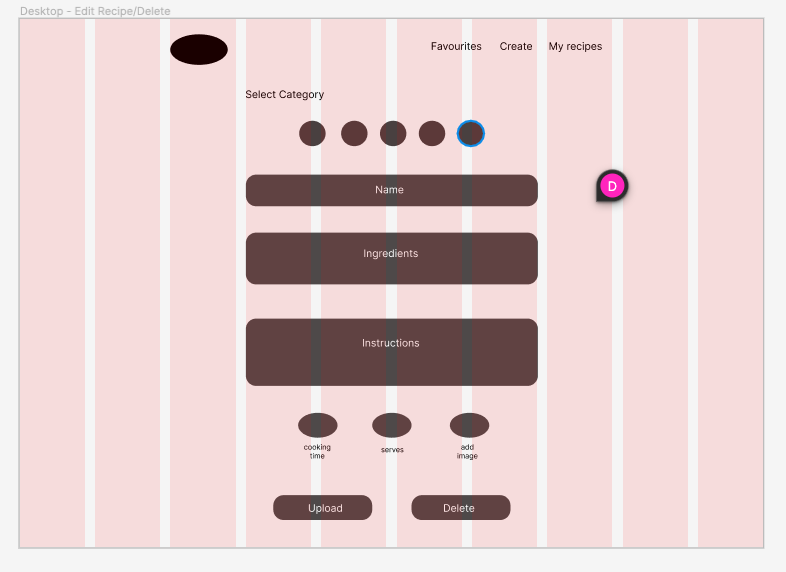 Desktop - Edit Recipe/Delete
Favourites Create My recipes
Select Category
D
Name
Ingredients
Instructions
cooking
time
serves
add
image
Upload Delete